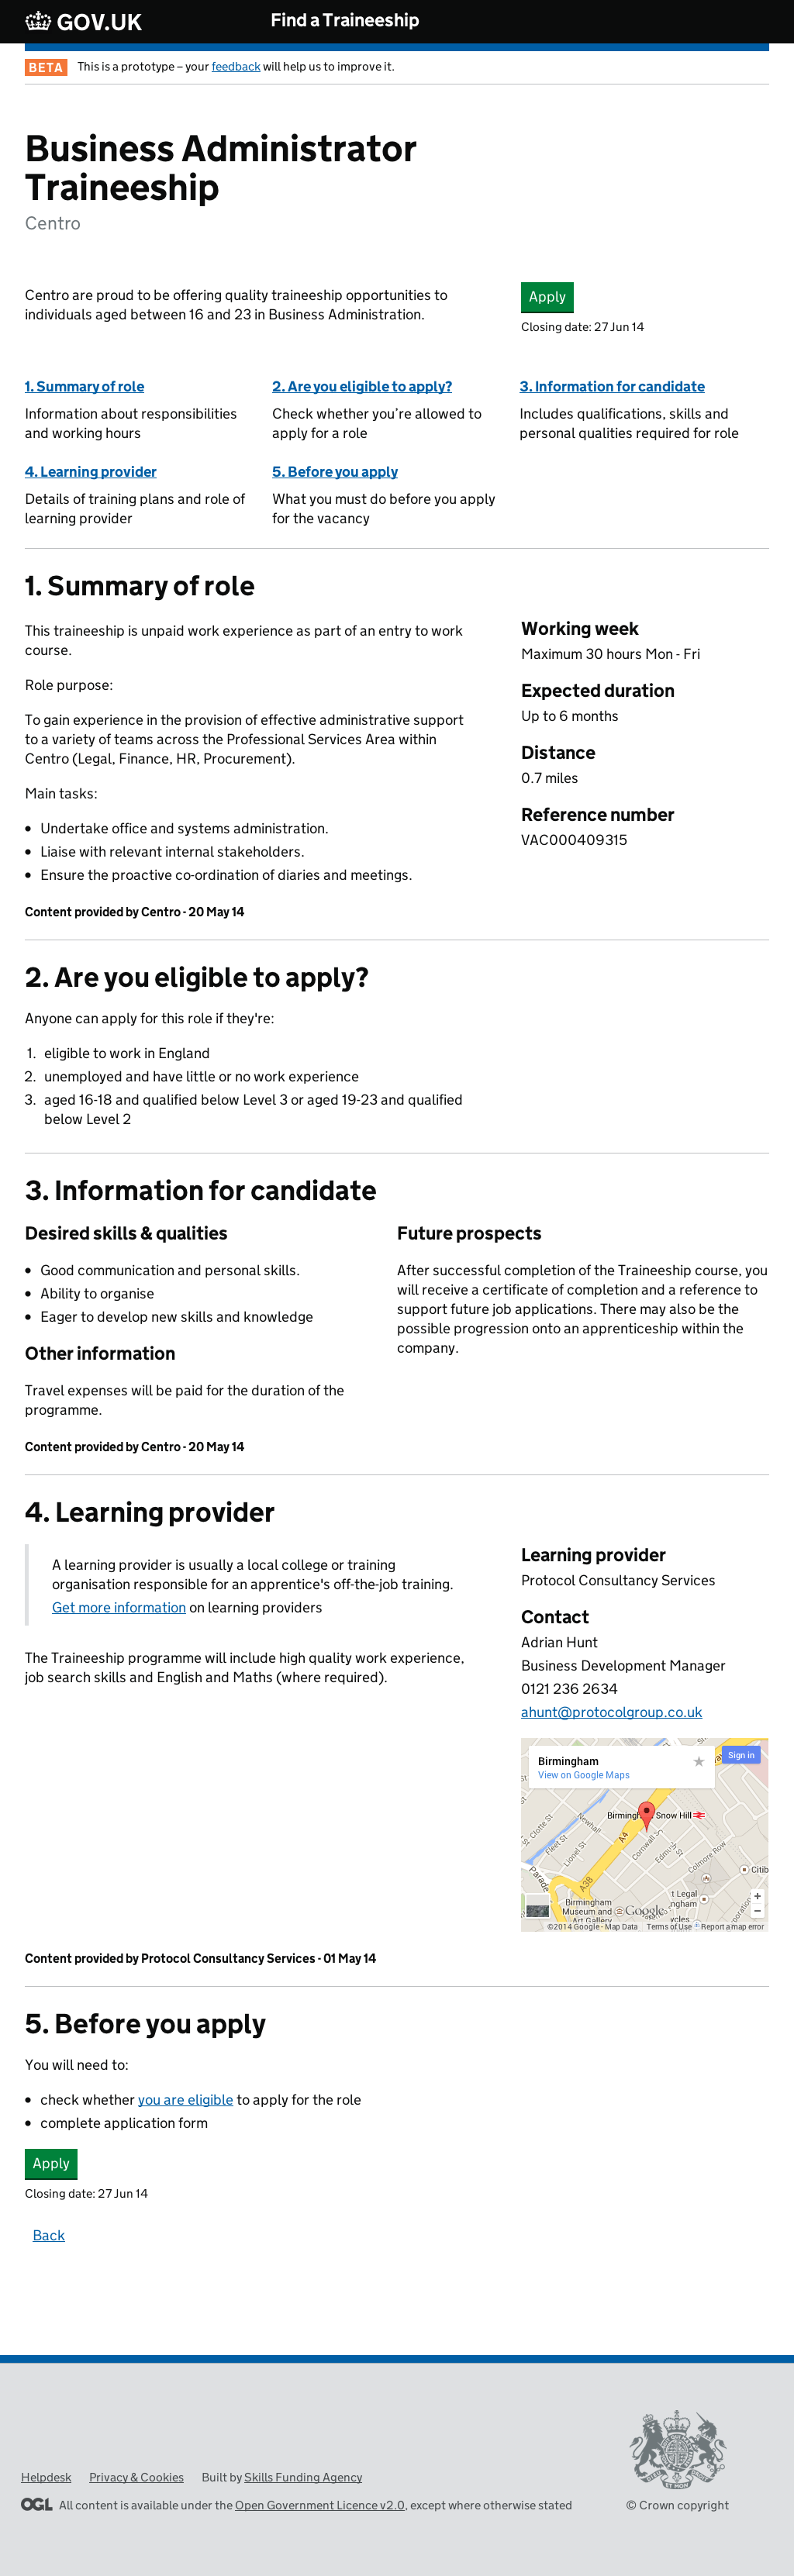 GOV.UK
Find a Traineeship
BETA This is a prototype – your feedback will help us to improve it.
Business Administrator
Traineeship
Centro
Centro are proud to be offering quality traineeship opportunities to
individuals aged between 16 and 23 in Business Administration.
Apply
Closing date: 27 Jun 14
1. Summary of role
Information about responsibilities
and working hours
2. Are you eligible to apply?
Check whether you’re allowed to
apply for a role
3. Information for candidate
Includes qualifications, skills and
personal qualities required for role
4. Learning provider
Details of training plans and role of
learning provider
5. Before you apply
What you must do before you apply
for the vacancy
1. Summary of role
This traineeship is unpaid work experience as part of an entry to work
course.
Role purpose:
To gain experience in the provision of effective administrative support
to a variety of teams across the Professional Services Area within
Centro (Legal, Finance, HR, Procurement).
Main tasks:
• Undertake office and systems administration.
• Liaise with relevant internal stakeholders.
• Ensure the proactive co-ordination of diaries and meetings.
Content provided by Centro - 20 May 14
Working week
Maximum 30 hours Mon - Fri
Expected duration
Up to 6 months
Distance
0.7 miles
Reference number
VAC000409315
2. Are you eligible to apply?
Anyone can apply for this role if they're:
1. eligible to work in England
2. unemployed and have little or no work experience
3. aged 16-18 and qualified below Level 3 or aged 19-23 and qualified
below Level 2
3. Information for candidate
Desired skills & qualities
• Good communication and personal skills.
• Ability to organise
• Eager to develop new skills and knowledge
Other information
Travel expenses will be paid for the duration of the
programme.
Content provided by Centro - 20 May 14
Future prospects
After successful completion of the Traineeship course, you
will receive a certificate of completion and a reference to
support future job applications. There may also be the
possible progression onto an apprenticeship within the
company.
4. Learning provider
A learning provider is usually a local college or training
organisation responsible for an apprentice's off-the-job training.
Get more information on learning providers
The Traineeship programme will include high quality work experience,
job search skills and English and Maths (where required).
Learning provider
Protocol Consultancy Services
Contact
Adrian Hunt
Business Development Manager
0121 236 2634
ahunt@protocolgroup.co.uk
Birmingham
View on Google Maps
Sign in
Snow Hill
A4
Newhall St
Clotte St
Fleet St
Lionel St
Cornwall St
Edm
Colmore Row
Parade
A38
Citib
Birmingham
Museum and
Art Gallery
t Legal
ngham
Google
©2014 Google - Map Data Terms of Use Report a map error
Content provided by Protocol Consultancy Services - 01 May 14
5. Before you apply
You will need to:
• check whether you are eligible to apply for the role
• complete application form
Apply
Closing date: 27 Jun 14
Back
Helpdesk Privacy & Cookies Built by Skills Funding Agency
OGL All content is available under the Open Government Licence v2.0, except where otherwise stated
© Crown copyright